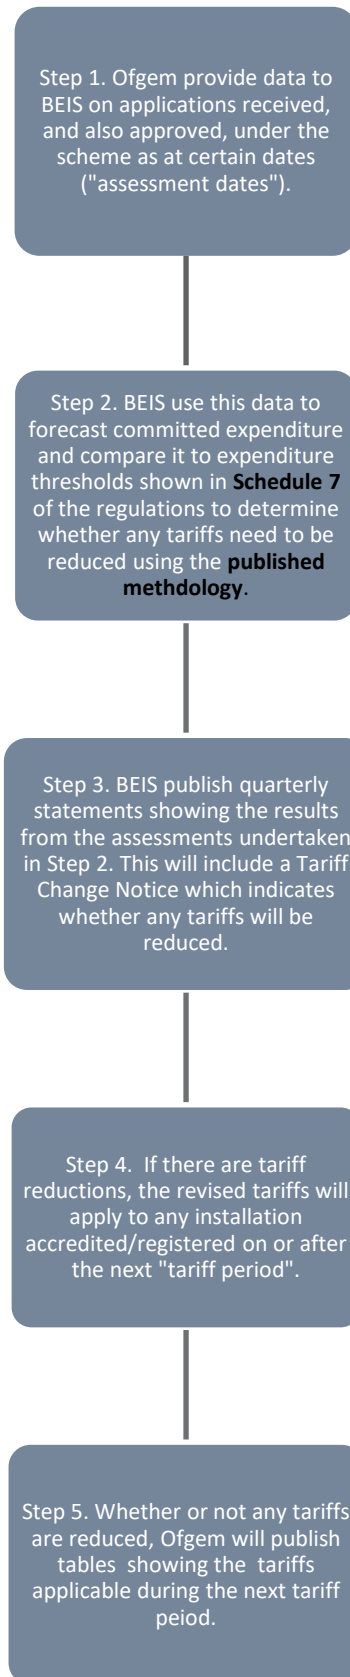 Step 1. Ofgem provide data to
BEIS on applications received,
and also approved, under the
scheme as at certain dates
("assessment dates").
Step 2. BEIS use this data to
forecast committed expenditure
and compare it to expenditure
thresholds shown in Schedule 7
of the regulations to determine
whether any tariffs need to be
reduced using the published
methdology.
Step 3. BEIS publish quarterly
statements showing the results
from the assessments undertaken
in Step 2. This will include a Tariff
Change Notice which indicates
whether any tariffs will be
reduced.
Step 4. If there are tariff
reductions, the revised tariffs will
apply to any installation
accredited/registered on or after
the next "tariff period".
Step 5. Whether or not any tariffs
are reduced, Ofgem will publish
tables showing the tariffs
applicable during the next tariff
peiod.